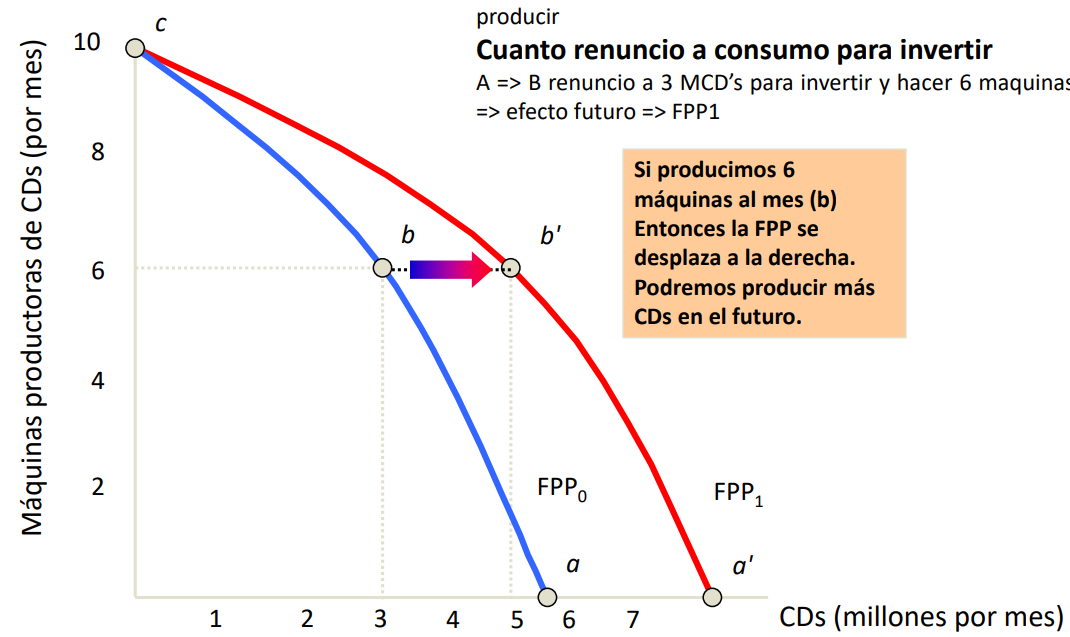 producir
Cuanto renuncio a consumo para invertir
A => B renuncio a 3 MCD’s para invertir y hacer 6 maquinas
=> efecto futuro => FPP1
c
10
8
6
4
2
Máquinas productoras de CDs (por mes)
Si producimos 6
máquinas al mes (b)
Entonces la FPP se
desplaza a la derecha.
Podremos producir más
CDs en el futuro.
b
b'
FPP0
FPP1
a
a'
1 2 3 4 5 6 7
CDs (millones por mes)